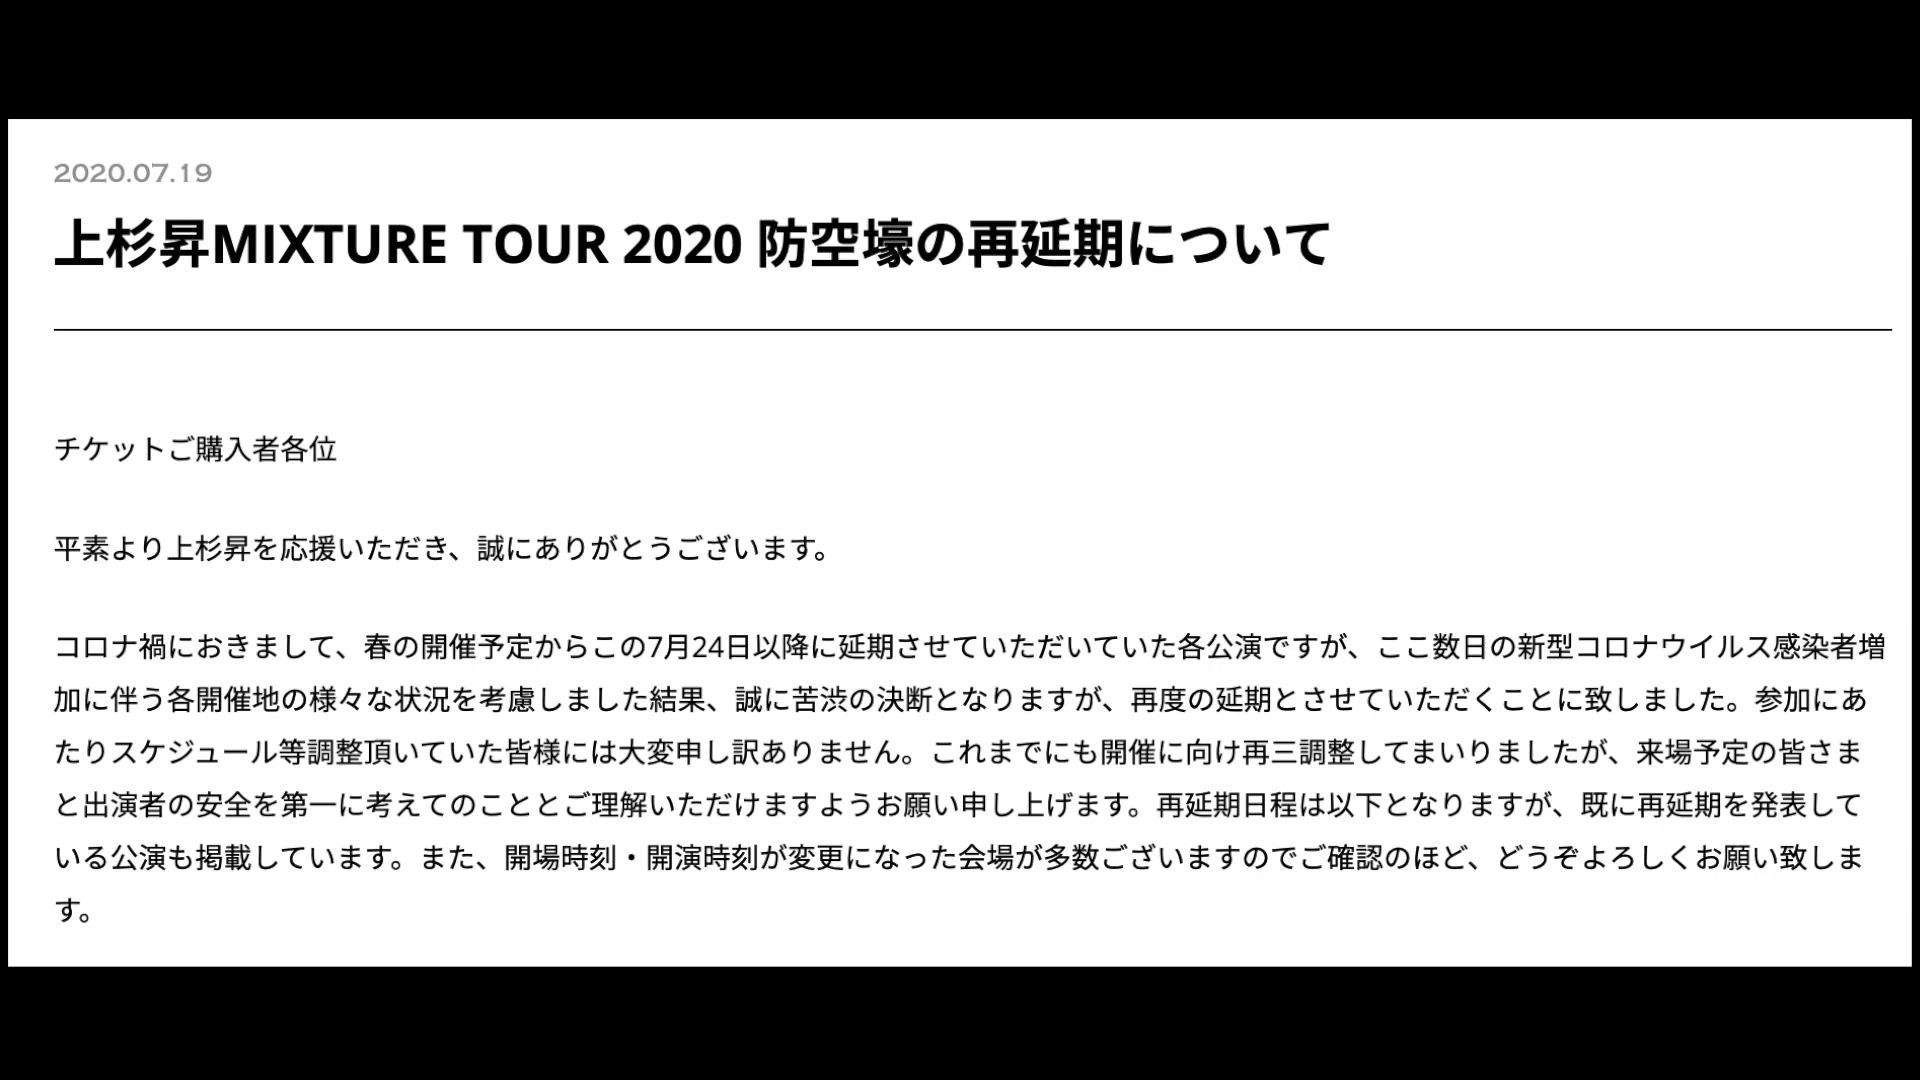 2020.07.19
上杉昇MIXTURE TOUR 2020 防空壕の再延期について
チケットご購入者各位
平素より上杉昇を応援いただき、誠にありがとうございます。
コロナ禍におきまして、春の開催予定からこの7月24日以降に延期させていただいていた各公演ですが、ここ数日の新型コロナウイルス感染者増
加に伴う各開催地の様々な状況を考慮しました結果、誠に苦渋の決断となりますが、再度の延期とさせていただくことに致しました。参加にあ
たりスケジュール等調整頂いていた皆様には大変申し訳ありません。これまでにも開催に向け再三調整してまいりましたが、来場予定の皆さま
と出演者の安全を第一に考えてのこととご理解いただけますようお願い申し上げます。再延期日程は以下となりますが、既に再延期を発表して
いる公演も掲載しています。また、開場時刻・開演時刻が変更になった会場が多数ございますのでご確認のほど、どうぞよろしくお願い致しま
す。